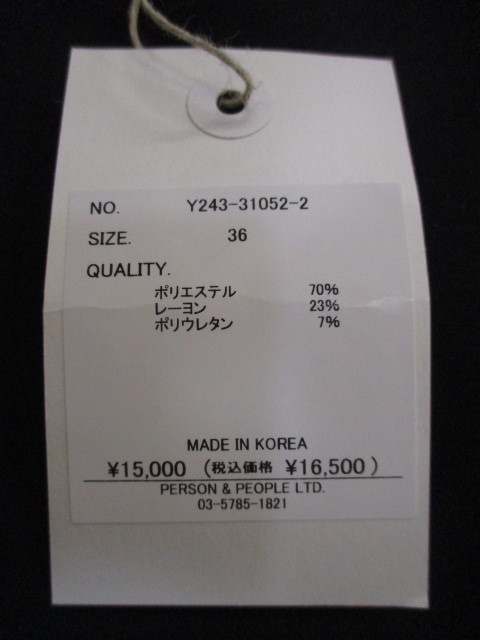 NO. Y243-31052-2
SIZE. 36
QUALITY.
ポリエステル 70%
レーヨン 23%
ポリウレタン 7%
MADE IN KOREA
¥15,000 (税込価格 ¥16,500)
PERSON & PEOPLE LTD.
03-5785-1821